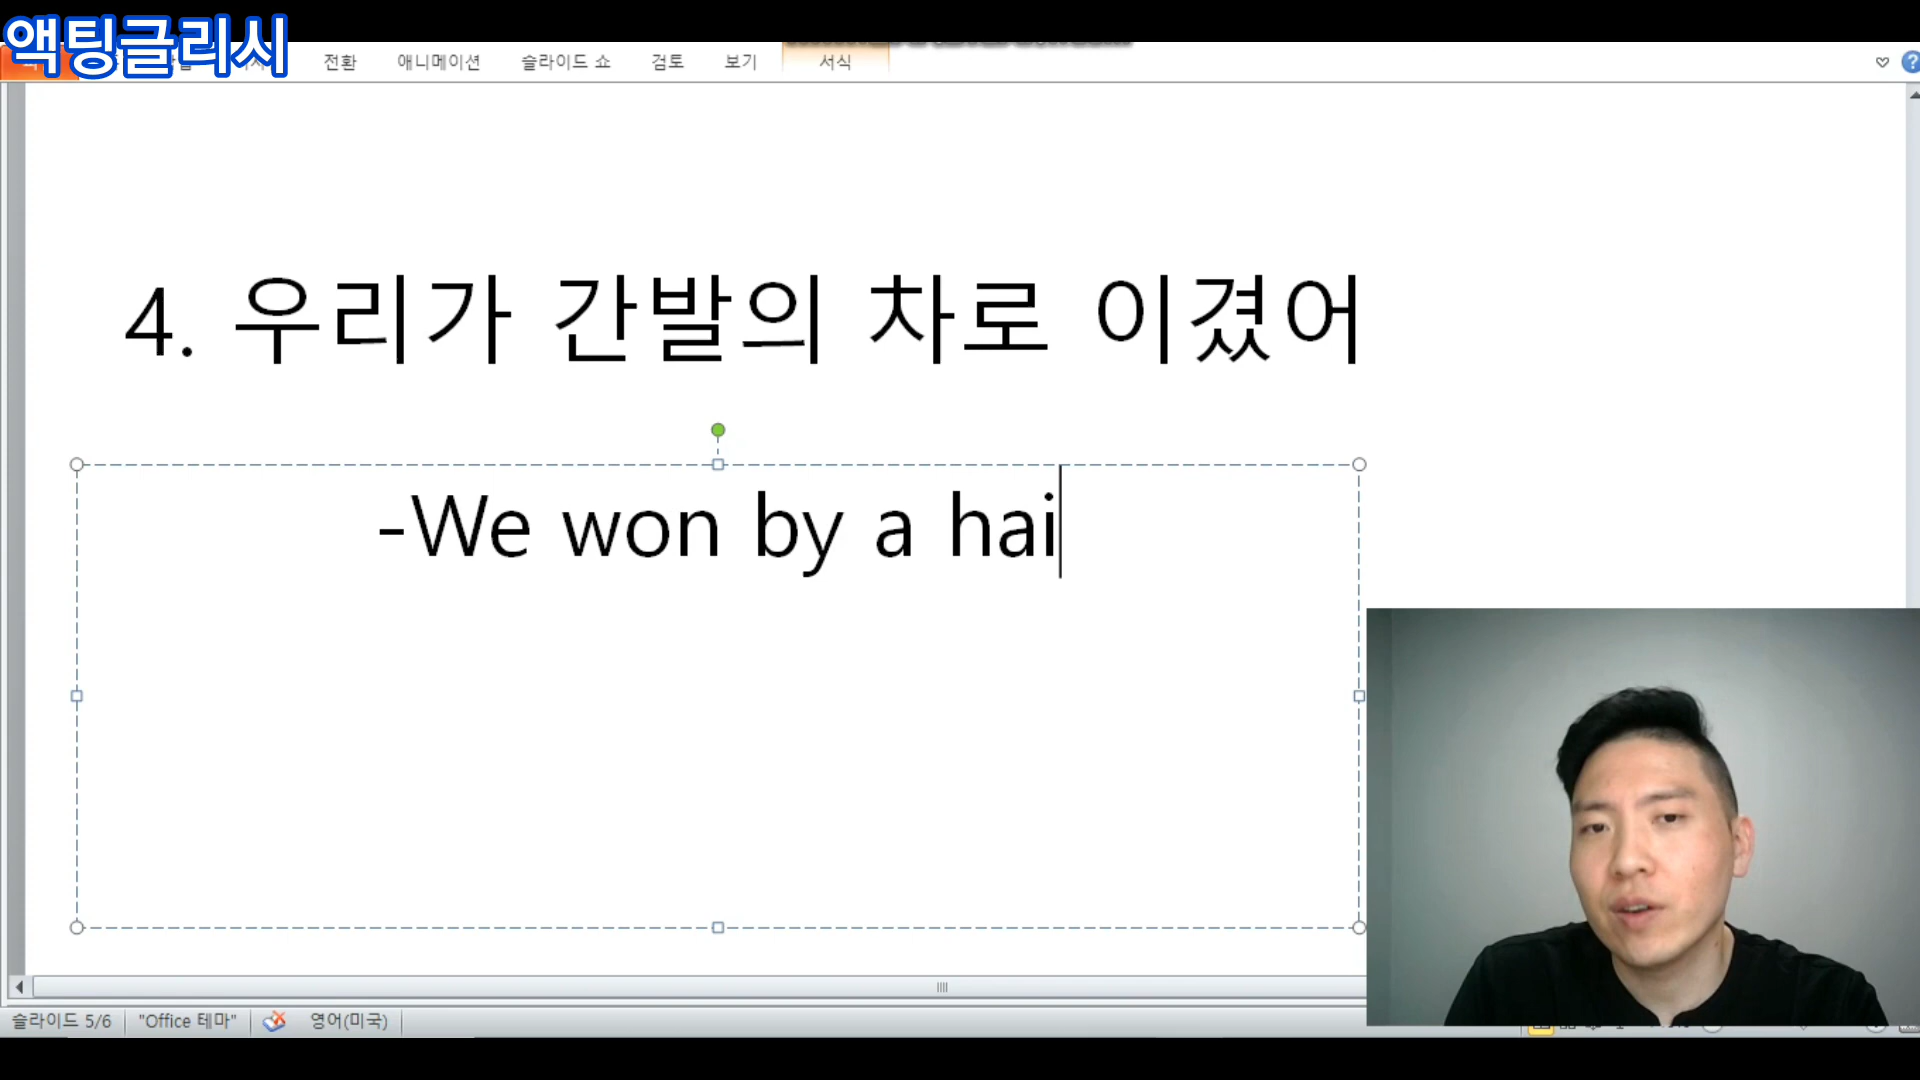 액팅글리시
전환 애니메이션 슬라이드 쇼 검토 보기 서식
4. 우리가 간발의 차로 이겼어
-We won by a hai
슬라이드 5/6 "Office 테마" 영어(미국)